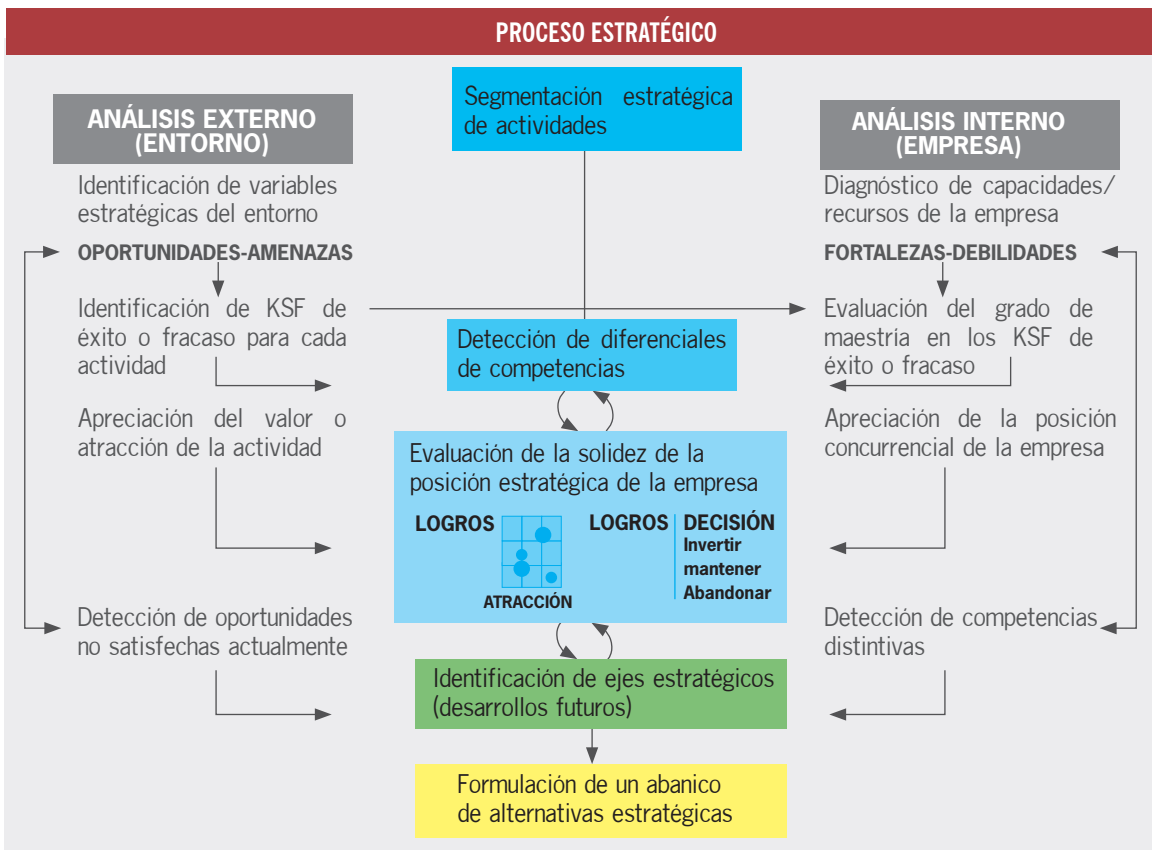 PROCESO ESTRATÉGICO
Segmentación estratégica
de actividades
ANÁLISIS EXTERNO
(ENTORNO)
Identificación de variables
estratégicas del entorno
OPORTUNIDADES-AMENAZAS
Identificación de KSF de
éxito o fracaso para cada
actividad
Apreciación del valor o
atracción de la actividad
Detección de oportunidades
no satisfechas actualmente
Detección de diferenciales
de competencias
Evaluación de la solidez de la
posición estratégica de la empresa
LOGROS
ATRACCIÓN
LOGROS
DECISIÓN
Invertir
mantener
Abandonar
Identificación de ejes estratégicos
(desarrollos futuros)
Formulación de un abanico
de alternativas estratégicas
ANÁLISIS INTERNO
(EMPRESA)
Diagnóstico de capacidades/
recursos de la empresa
FORTALEZAS-DEBILIDADES
Evaluación del grado de
maestría en los KSF de
éxito o fracaso
Apreciación de la posición
concurrencial de la empresa
Detección de competencias
distintivas